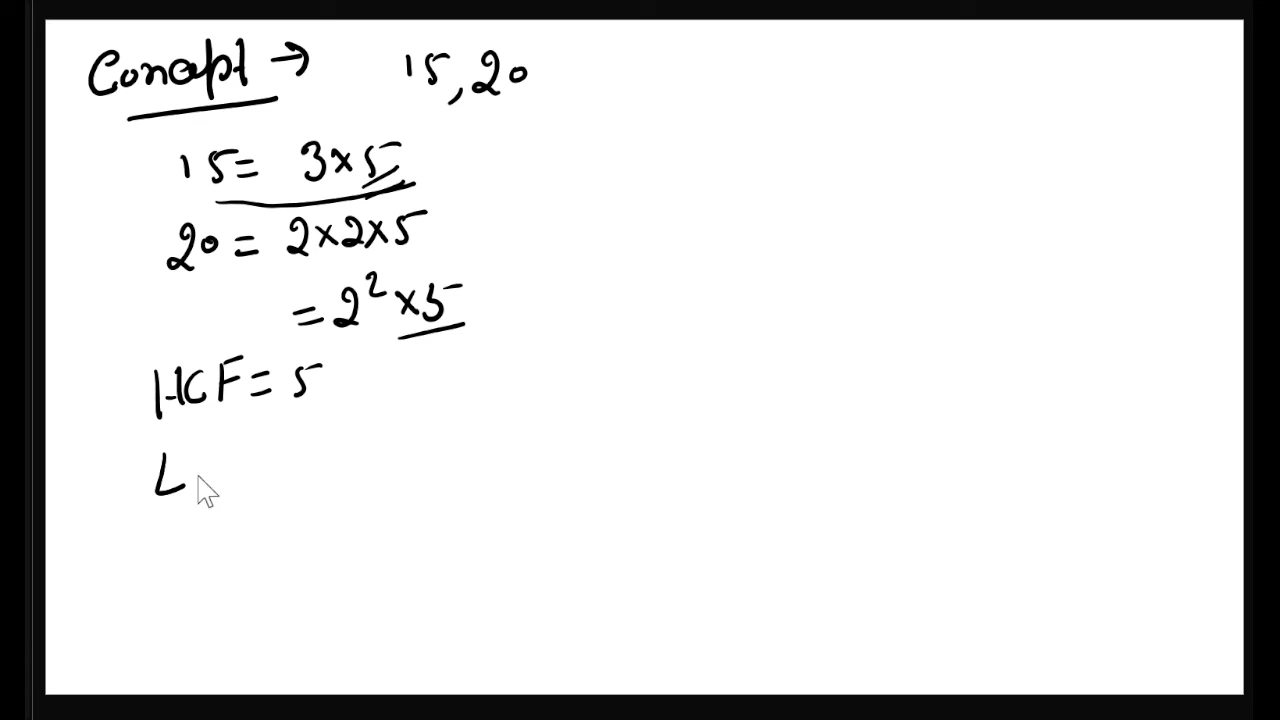 Concept → 15, 20
15 = 3×5
20 = 2×2×5
= 2² ×5
HCF = 5
L